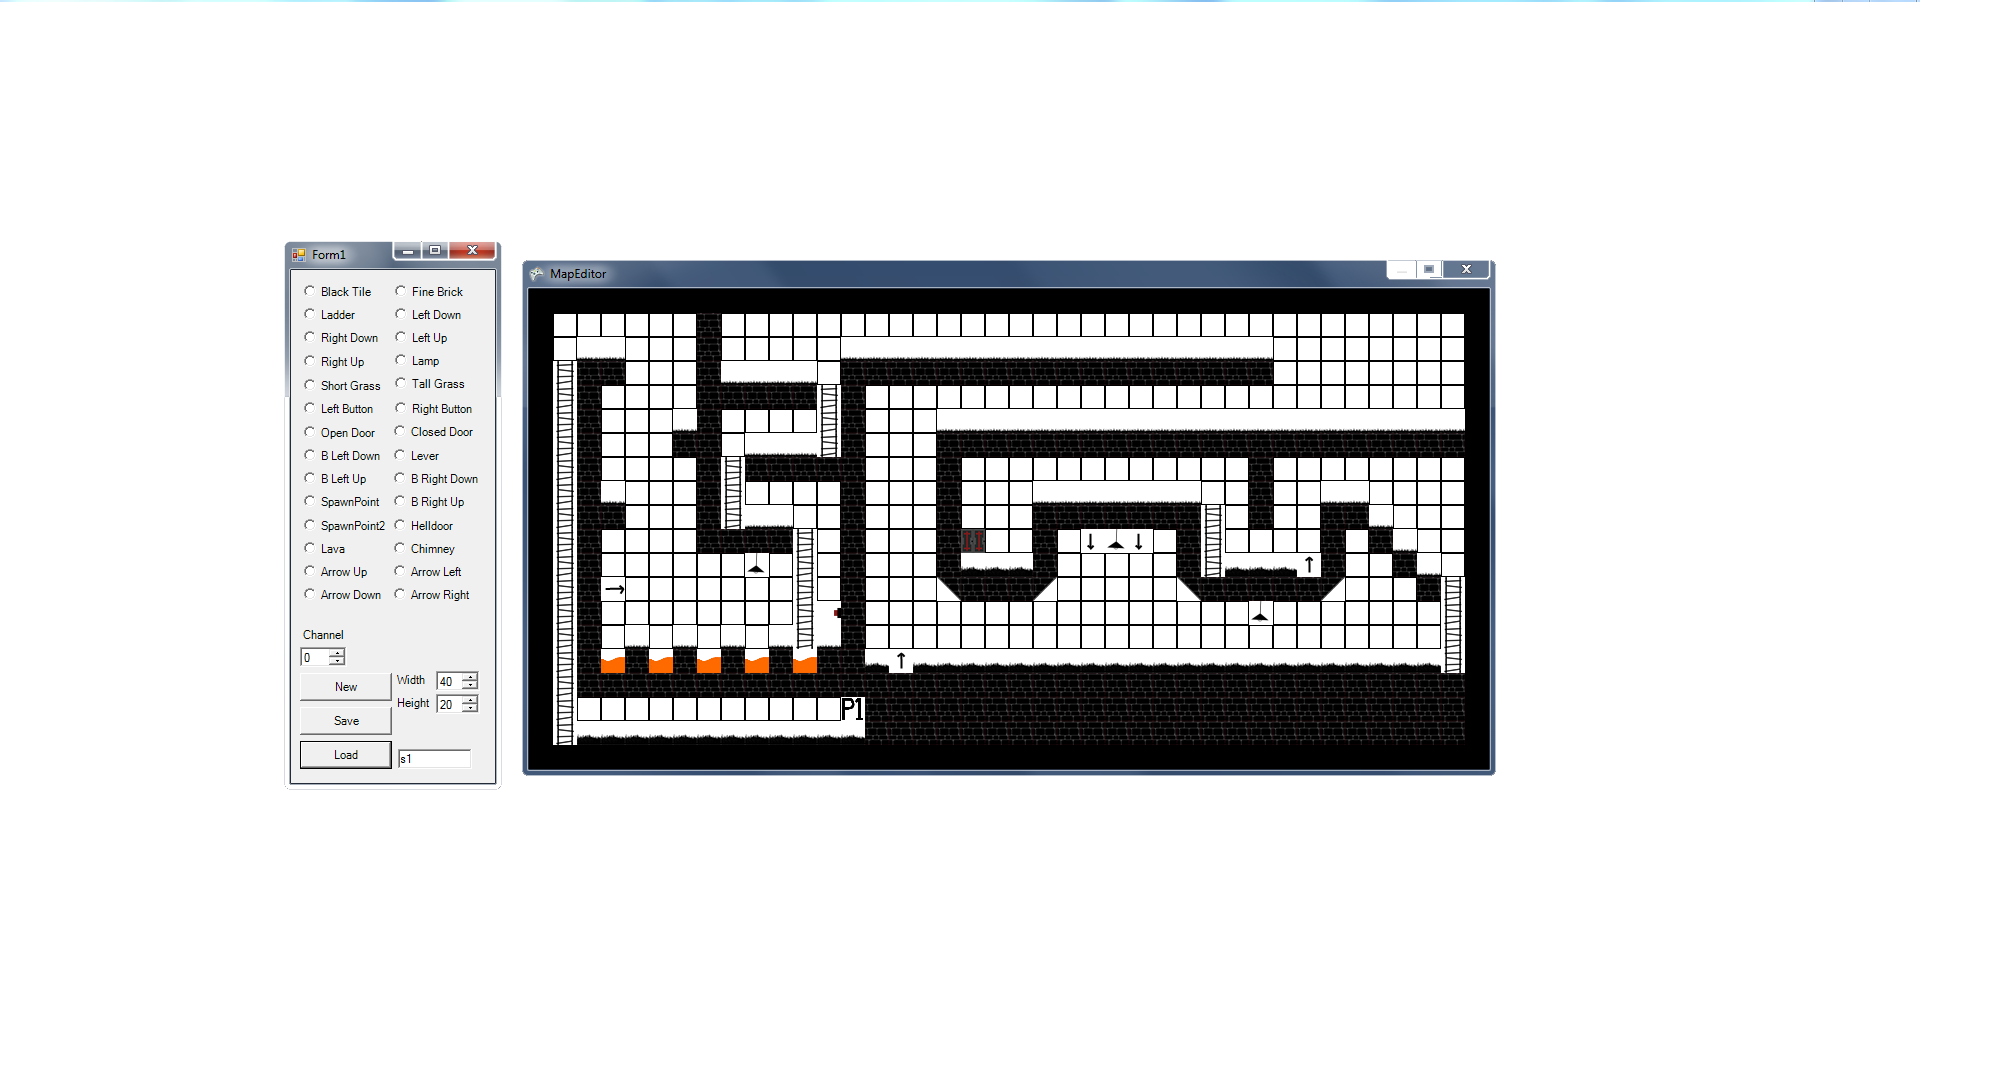 Form1
Black Tile Fine Brick
Ladder Left Down
Right Down Left Up
Right Up Lamp
Short Grass Tall Grass
Left Button Right Button
Open Door Closed Door
B Left Down Lever
B Left Up B Right Down
SpawnPoint B Right Up
SpawnPoint2 Helldoor
Lava Chimney
Arrow Up Arrow Left
Arrow Down Arrow Right
Channel
0
New Width 40
Height 20
Save
Load s1
MapEditor
P1